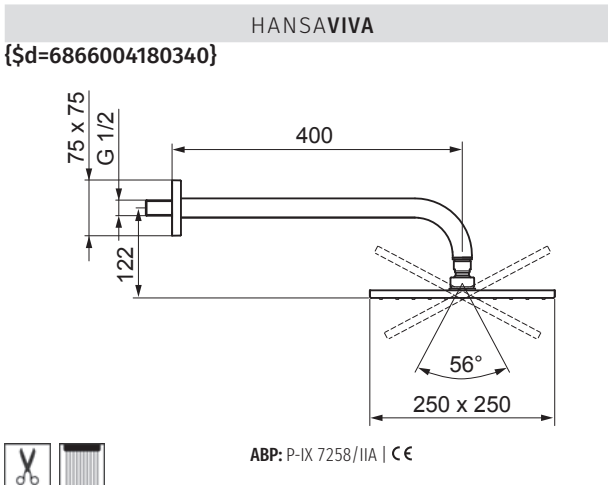 HANSAVIVA
{$d=6866004180340}
75 x 75
G 1/2
400
122
56°
250 x 250
ABP: P-IX 7258/IIA | CE